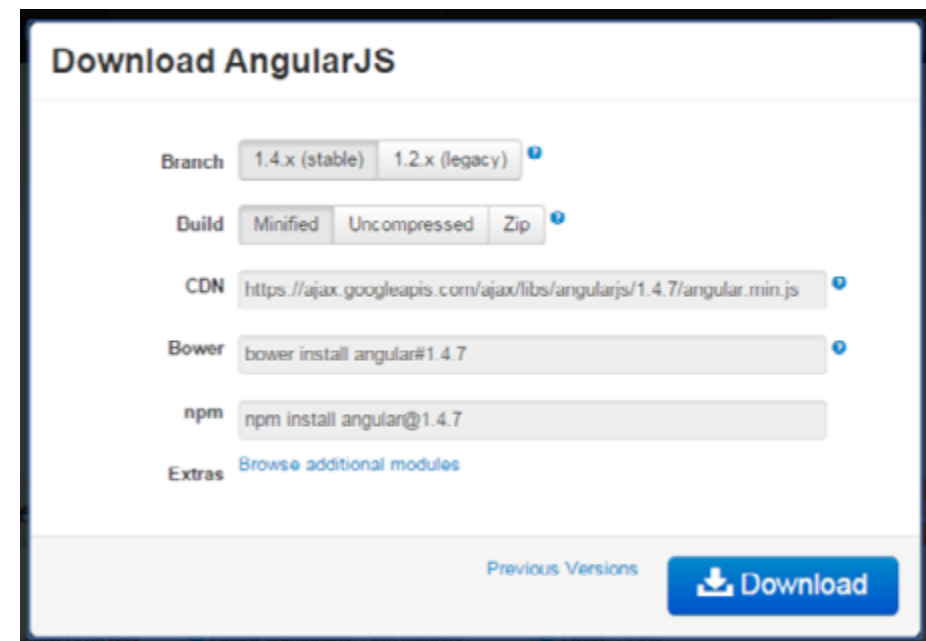 Download AngularJS
Branch 1.4.x (stable) 1.2.x (legacy) ?
Build Minified Uncompressed Zip ?
CDN https://ajax.googleapis.com/ajax/libs/angularjs/1.4.7/angular.min.js ?
Bower bower install angular#1.4.7 ?
npm npm install angular@1.4.7
Extras Browse additional modules
Previous Versions Download